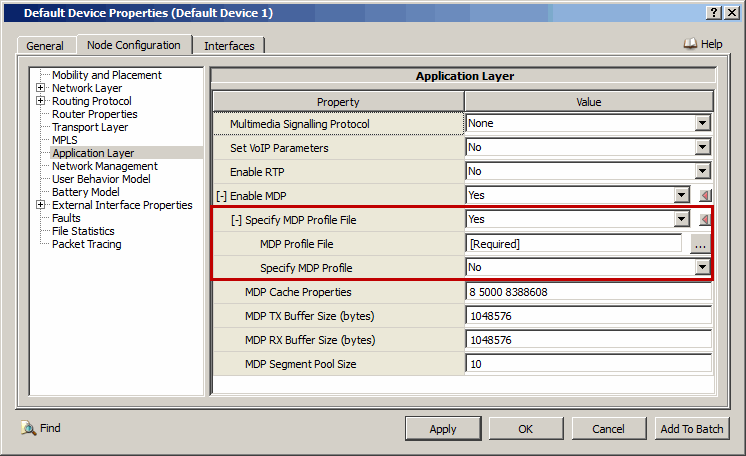 Default Device Properties (Default Device 1)
General
Node Configuration
Interfaces
Help
Mobility and Placement
Network Layer
Routing Protocol
Router Properties
Transport Layer
MPLS
Application Layer
Network Management
User Behavior Model
Battery Model
External Interface Properties
Faults
File Statistics
Packet Tracing
Application Layer
Property Value
Multimedia Signalling Protocol None
Set VoIP Parameters No
Enable RTP No
[-] Enable MDP Yes
[-] Specify MDP Profile File Yes
MDP Profile File [Required] ...
Specify MDP Profile No
MDP Cache Properties 8 5000 8388608
MDP TX Buffer Size (bytes) 1048576
MDP RX Buffer Size (bytes) 1048576
MDP Segment Pool Size 10
Find
Apply
OK
Cancel
Add To Batch